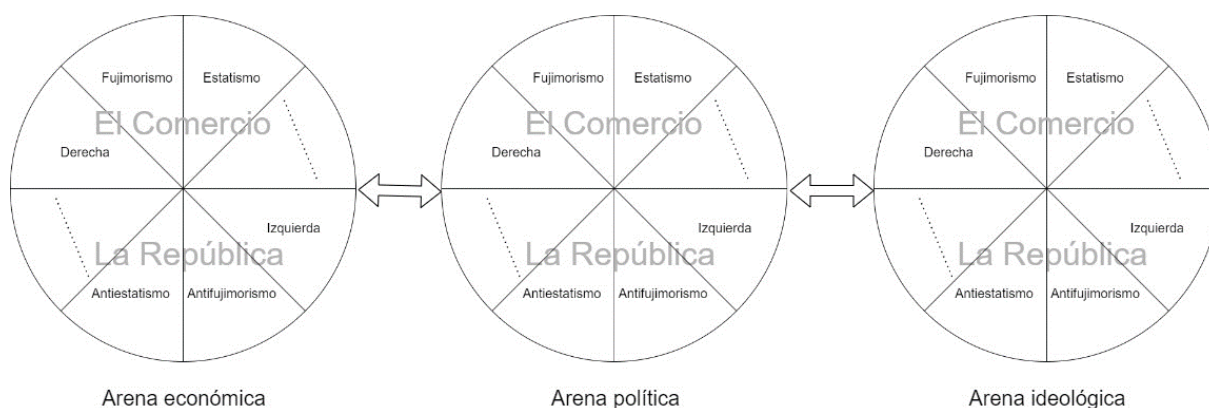 Fujimorismo Estatismo
El Comercio
Derecha
Izquierda
La República
Antiestatismo Antifujimorismo
Arena económica
Fujimorismo Estatismo
El Comercio
Derecha
Izquierda
La República
Antiestatismo Antifujimorismo
Arena política
Fujimorismo Estatismo
El Comercio
Derecha
Izquierda
La República
Antiestatismo Antifujimorismo
Arena ideológica